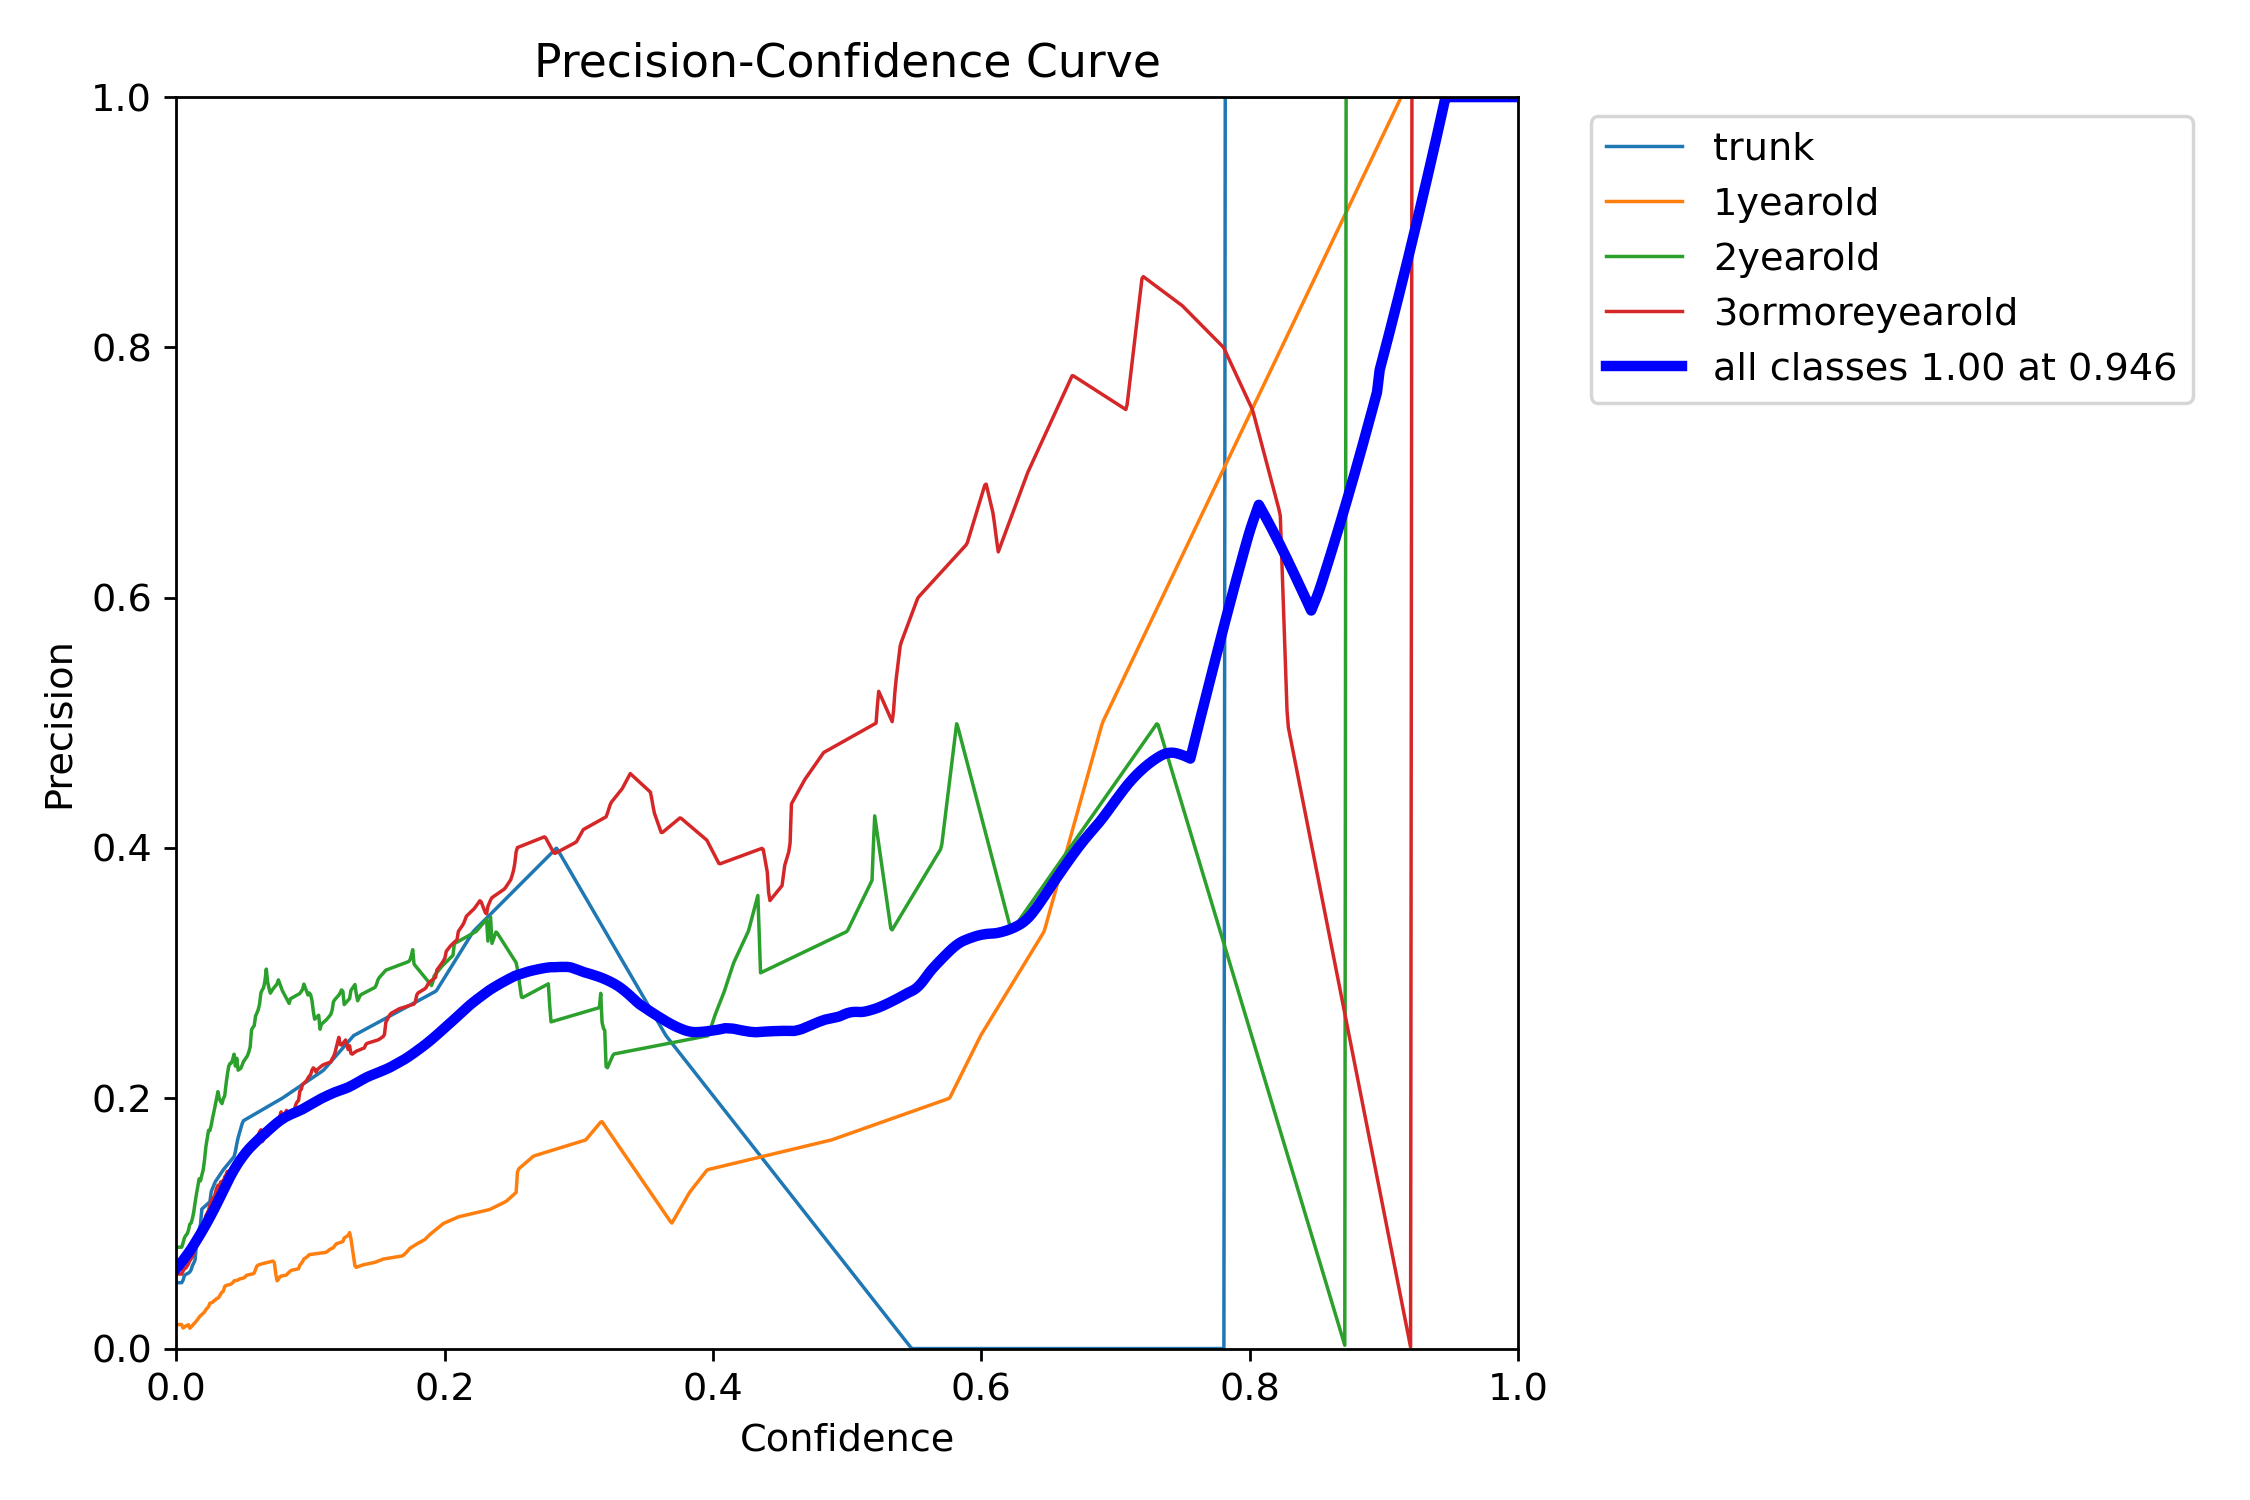 Precision-Confidence Curve
1.0
0.8
0.6
0.4
0.2
0.0
Precision
0.0 0.2 0.4 0.6 0.8 1.0
Confidence
trunk
1yearold
2yearold
3ormoreyearold
all classes 1.00 at 0.946